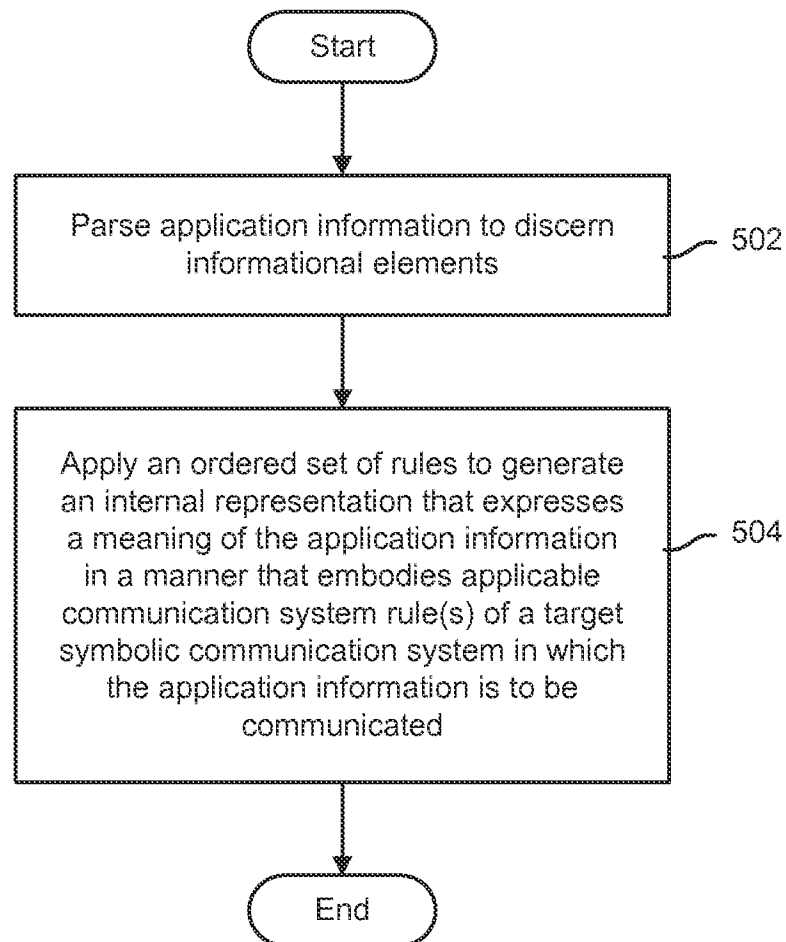 Start
Parse application information to discern
informational elements
502
Apply an ordered set of rules to generate
an internal representation that expresses
a meaning of the application information
in a manner that embodies applicable
communication system rule(s) of a target
symbolic communication system in which
the application information is to be
communicated
504
End